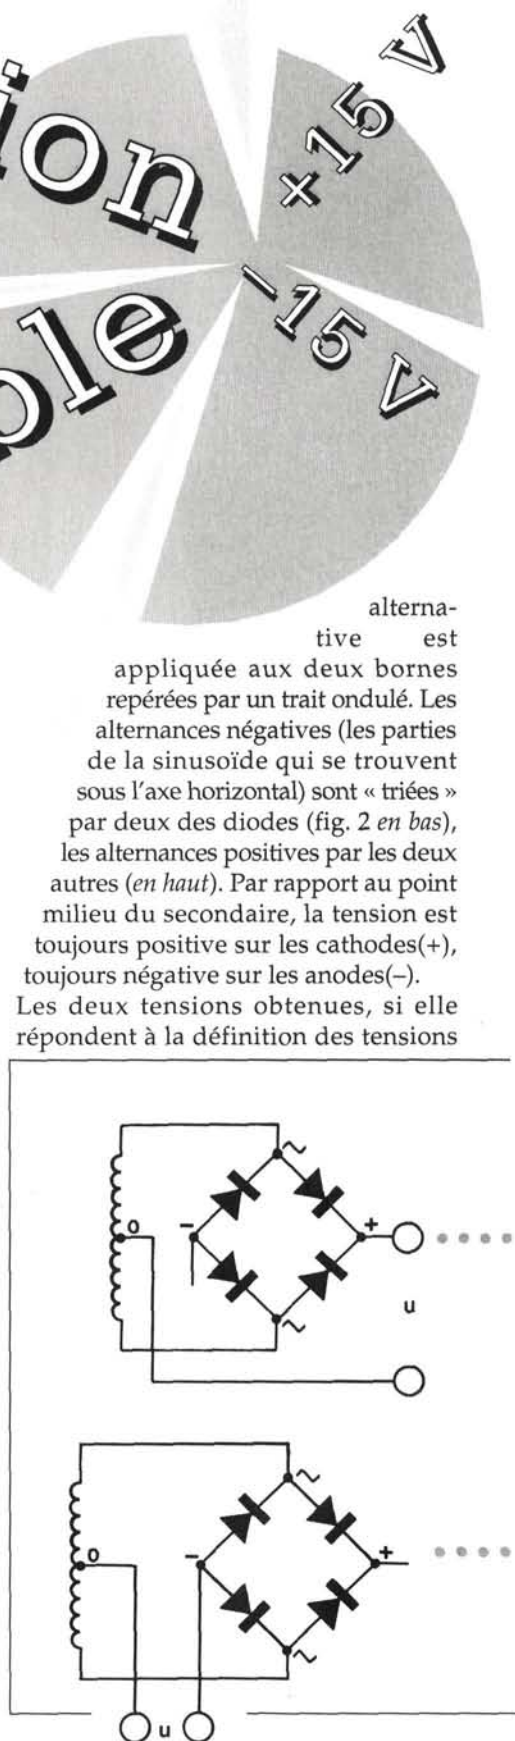 ion
ble
+15 V
−15 V
alterna-
tive est
appliquée aux deux bornes
repérées par un trait ondulé. Les
alternances négatives (les parties
de la sinusoïde qui se trouvent
sous l'axe horizontal) sont « triées »
par deux des diodes (fig. 2 en bas),
les alternances positives par les deux
autres (en haut). Par rapport au point
milieu du secondaire, la tension est
toujours positive sur les cathodes(+),
toujours négative sur les anodes(–).
Les deux tensions obtenues, si elle
répondent à la définition des tensions
~
0
–
+
u
~
~
0
–
+
~
u